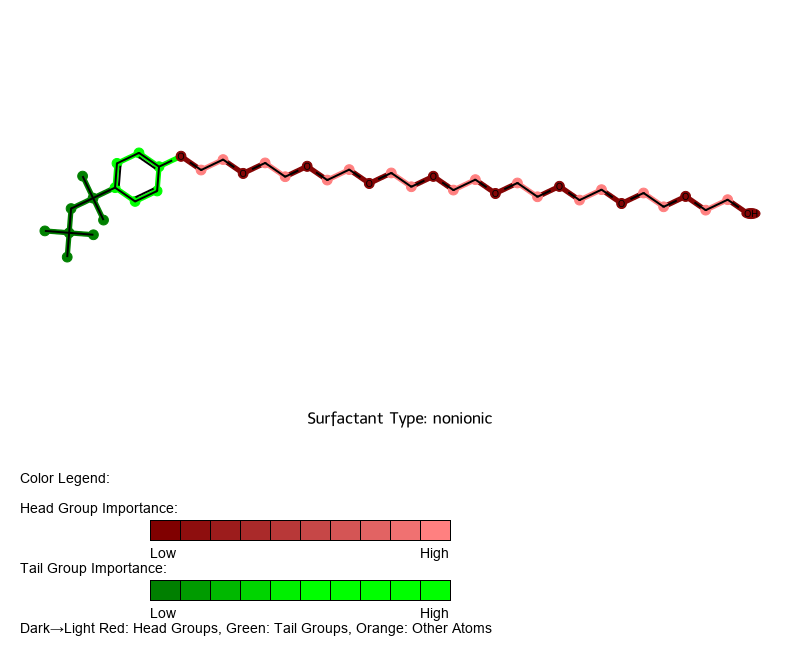 Surfactant Type: nonionic
Color Legend:
Head Group Importance:
Low High
Tail Group Importance:
Low High
Dark→Light Red: Head Groups, Green: Tail Groups, Orange: Other Atoms